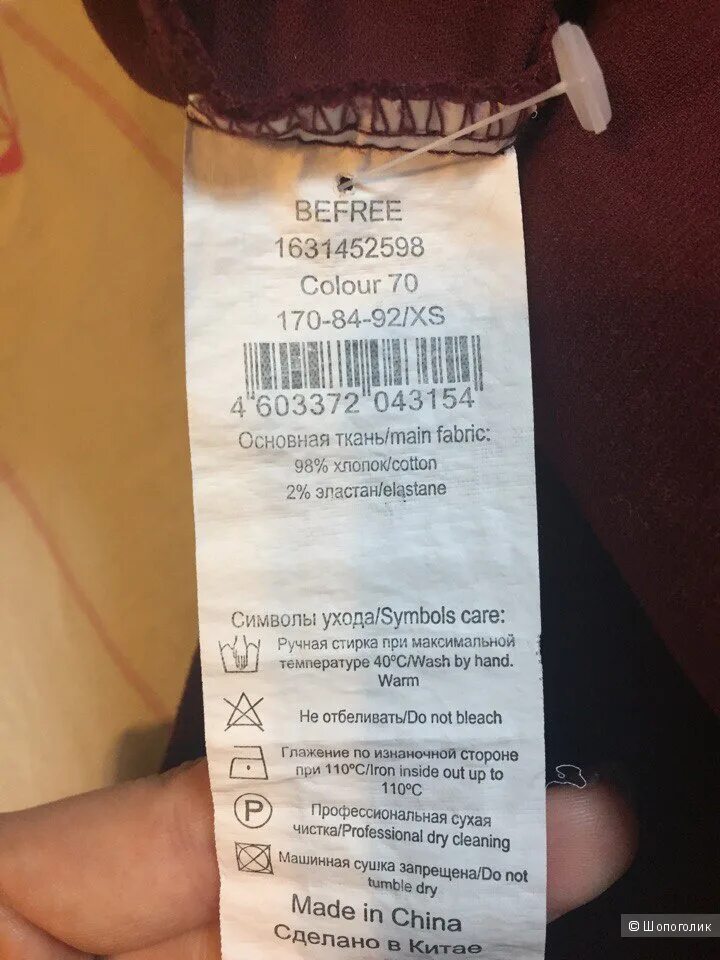 BEFREE
1631452598
Colour 70
170-84-92/XS
4 603372 043154
Основная ткань/main fabric:
98% хлопок/cotton
2% эластан/elastane
Символы ухода/Symbols care:
Ручная стирка при максимальной
температуре 40ºC/Wash by hand.
Warm
Не отбеливать/Do not bleach
Глажение по изнаночной стороне
при 110ºC/Iron inside out up to
110ºC
P
Профессиональная сухая
чистка/Professional dry cleaning
Машинная сушка запрещена/Do not
tumble dry
Made in China
Сделано в Китае
© Шопоголик